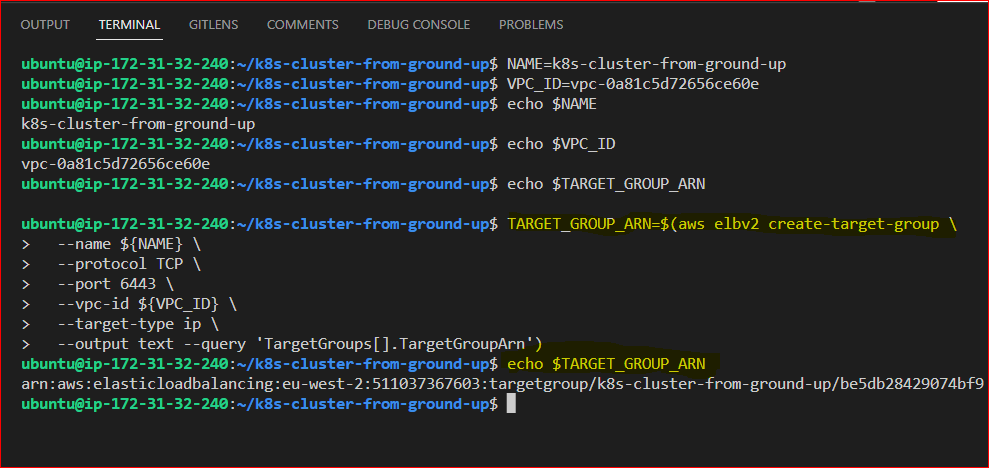 OUTPUT TERMINAL GITLENS COMMENTS DEBUG CONSOLE PROBLEMS
ubuntu@ip-172-31-32-240:~/k8s-cluster-from-ground-up$ NAME=k8s-cluster-from-ground-up
ubuntu@ip-172-31-32-240:~/k8s-cluster-from-ground-up$ VPC_ID=vpc-0a81c5d72656ce60e
ubuntu@ip-172-31-32-240:~/k8s-cluster-from-ground-up$ echo $NAME
k8s-cluster-from-ground-up
ubuntu@ip-172-31-32-240:~/k8s-cluster-from-ground-up$ echo $VPC_ID
vpc-0a81c5d72656ce60e
ubuntu@ip-172-31-32-240:~/k8s-cluster-from-ground-up$ echo $TARGET_GROUP_ARN
ubuntu@ip-172-31-32-240:~/k8s-cluster-from-ground-up$ TARGET_GROUP_ARN=$(aws elbv2 create-target-group \
>   --name ${NAME} \
>   --protocol TCP \
>   --port 6443 \
>   --vpc-id ${VPC_ID} \
>   --target-type ip \
>   --output text --query 'TargetGroups[].TargetGroupArn')
ubuntu@ip-172-31-32-240:~/k8s-cluster-from-ground-up$ echo $TARGET_GROUP_ARN
arn:aws:elasticloadbalancing:eu-west-2:511037367603:targetgroup/k8s-cluster-from-ground-up/be5db28429074bf9
ubuntu@ip-172-31-32-240:~/k8s-cluster-from-ground-up$